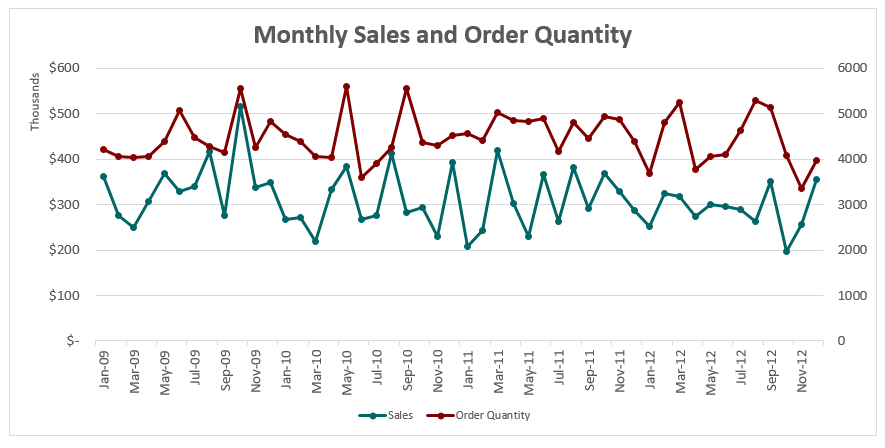 Monthly Sales and Order Quantity
Thousands
$600
$500
$400
$300
$200
$100
$-
6000
5000
4000
3000
2000
1000
0
Jan-09
Mar-09
May-09
Jul-09
Sep-09
Nov-09
Jan-10
Mar-10
May-10
Jul-10
Sep-10
Nov-10
Jan-11
Mar-11
May-11
Jul-11
Sep-11
Nov-11
Jan-12
Mar-12
May-12
Jul-12
Sep-12
Nov-12
Sales
Order Quantity